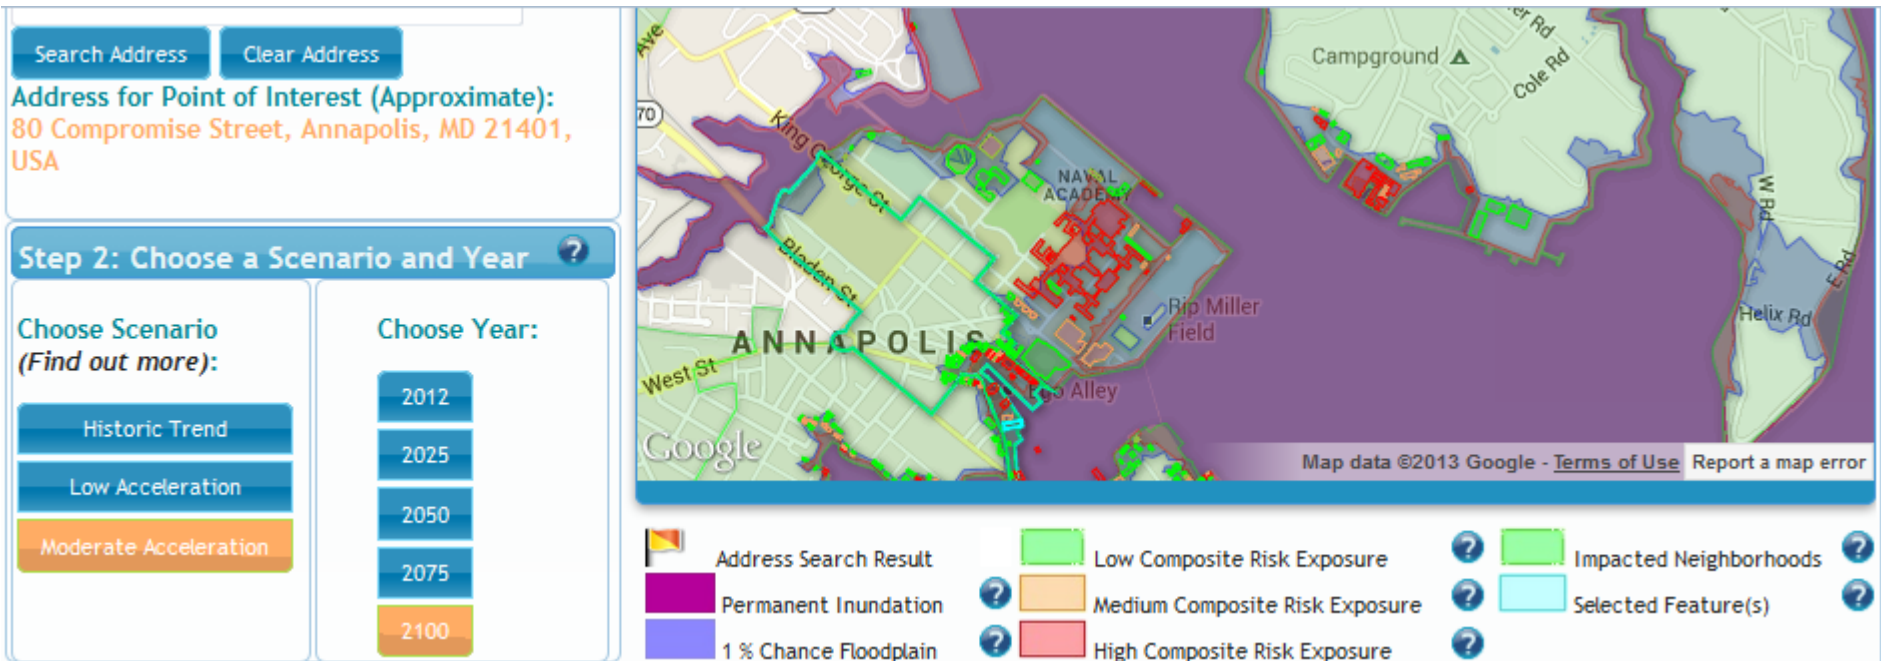 Search Address
Clear Address
Address for Point of Interest (Approximate):
80 Compromise Street, Annapolis, MD 21401,
USA
Step 2: Choose a Scenario and Year ?
Choose Scenario
(Find out more):
Historic Trend
Low Acceleration
Moderate Acceleration
Choose Year:
2012
2025
2050
2075
2100
Ave
70
King George St
Bladen St
West St
ANNAPOLIS
NAVAL
ACADEMY
Rip Miller
Field
Ego Alley
Campground
Cole Rd
W Rd
E Rd
Helix Rd
Google
Map data ©2013 Google - Terms of Use
Report a map error
Address Search Result
Permanent Inundation ?
1 % Chance Floodplain ?
Low Composite Risk Exposure ?
Medium Composite Risk Exposure ?
High Composite Risk Exposure ?
Impacted Neighborhoods ?
Selected Feature(s) ?